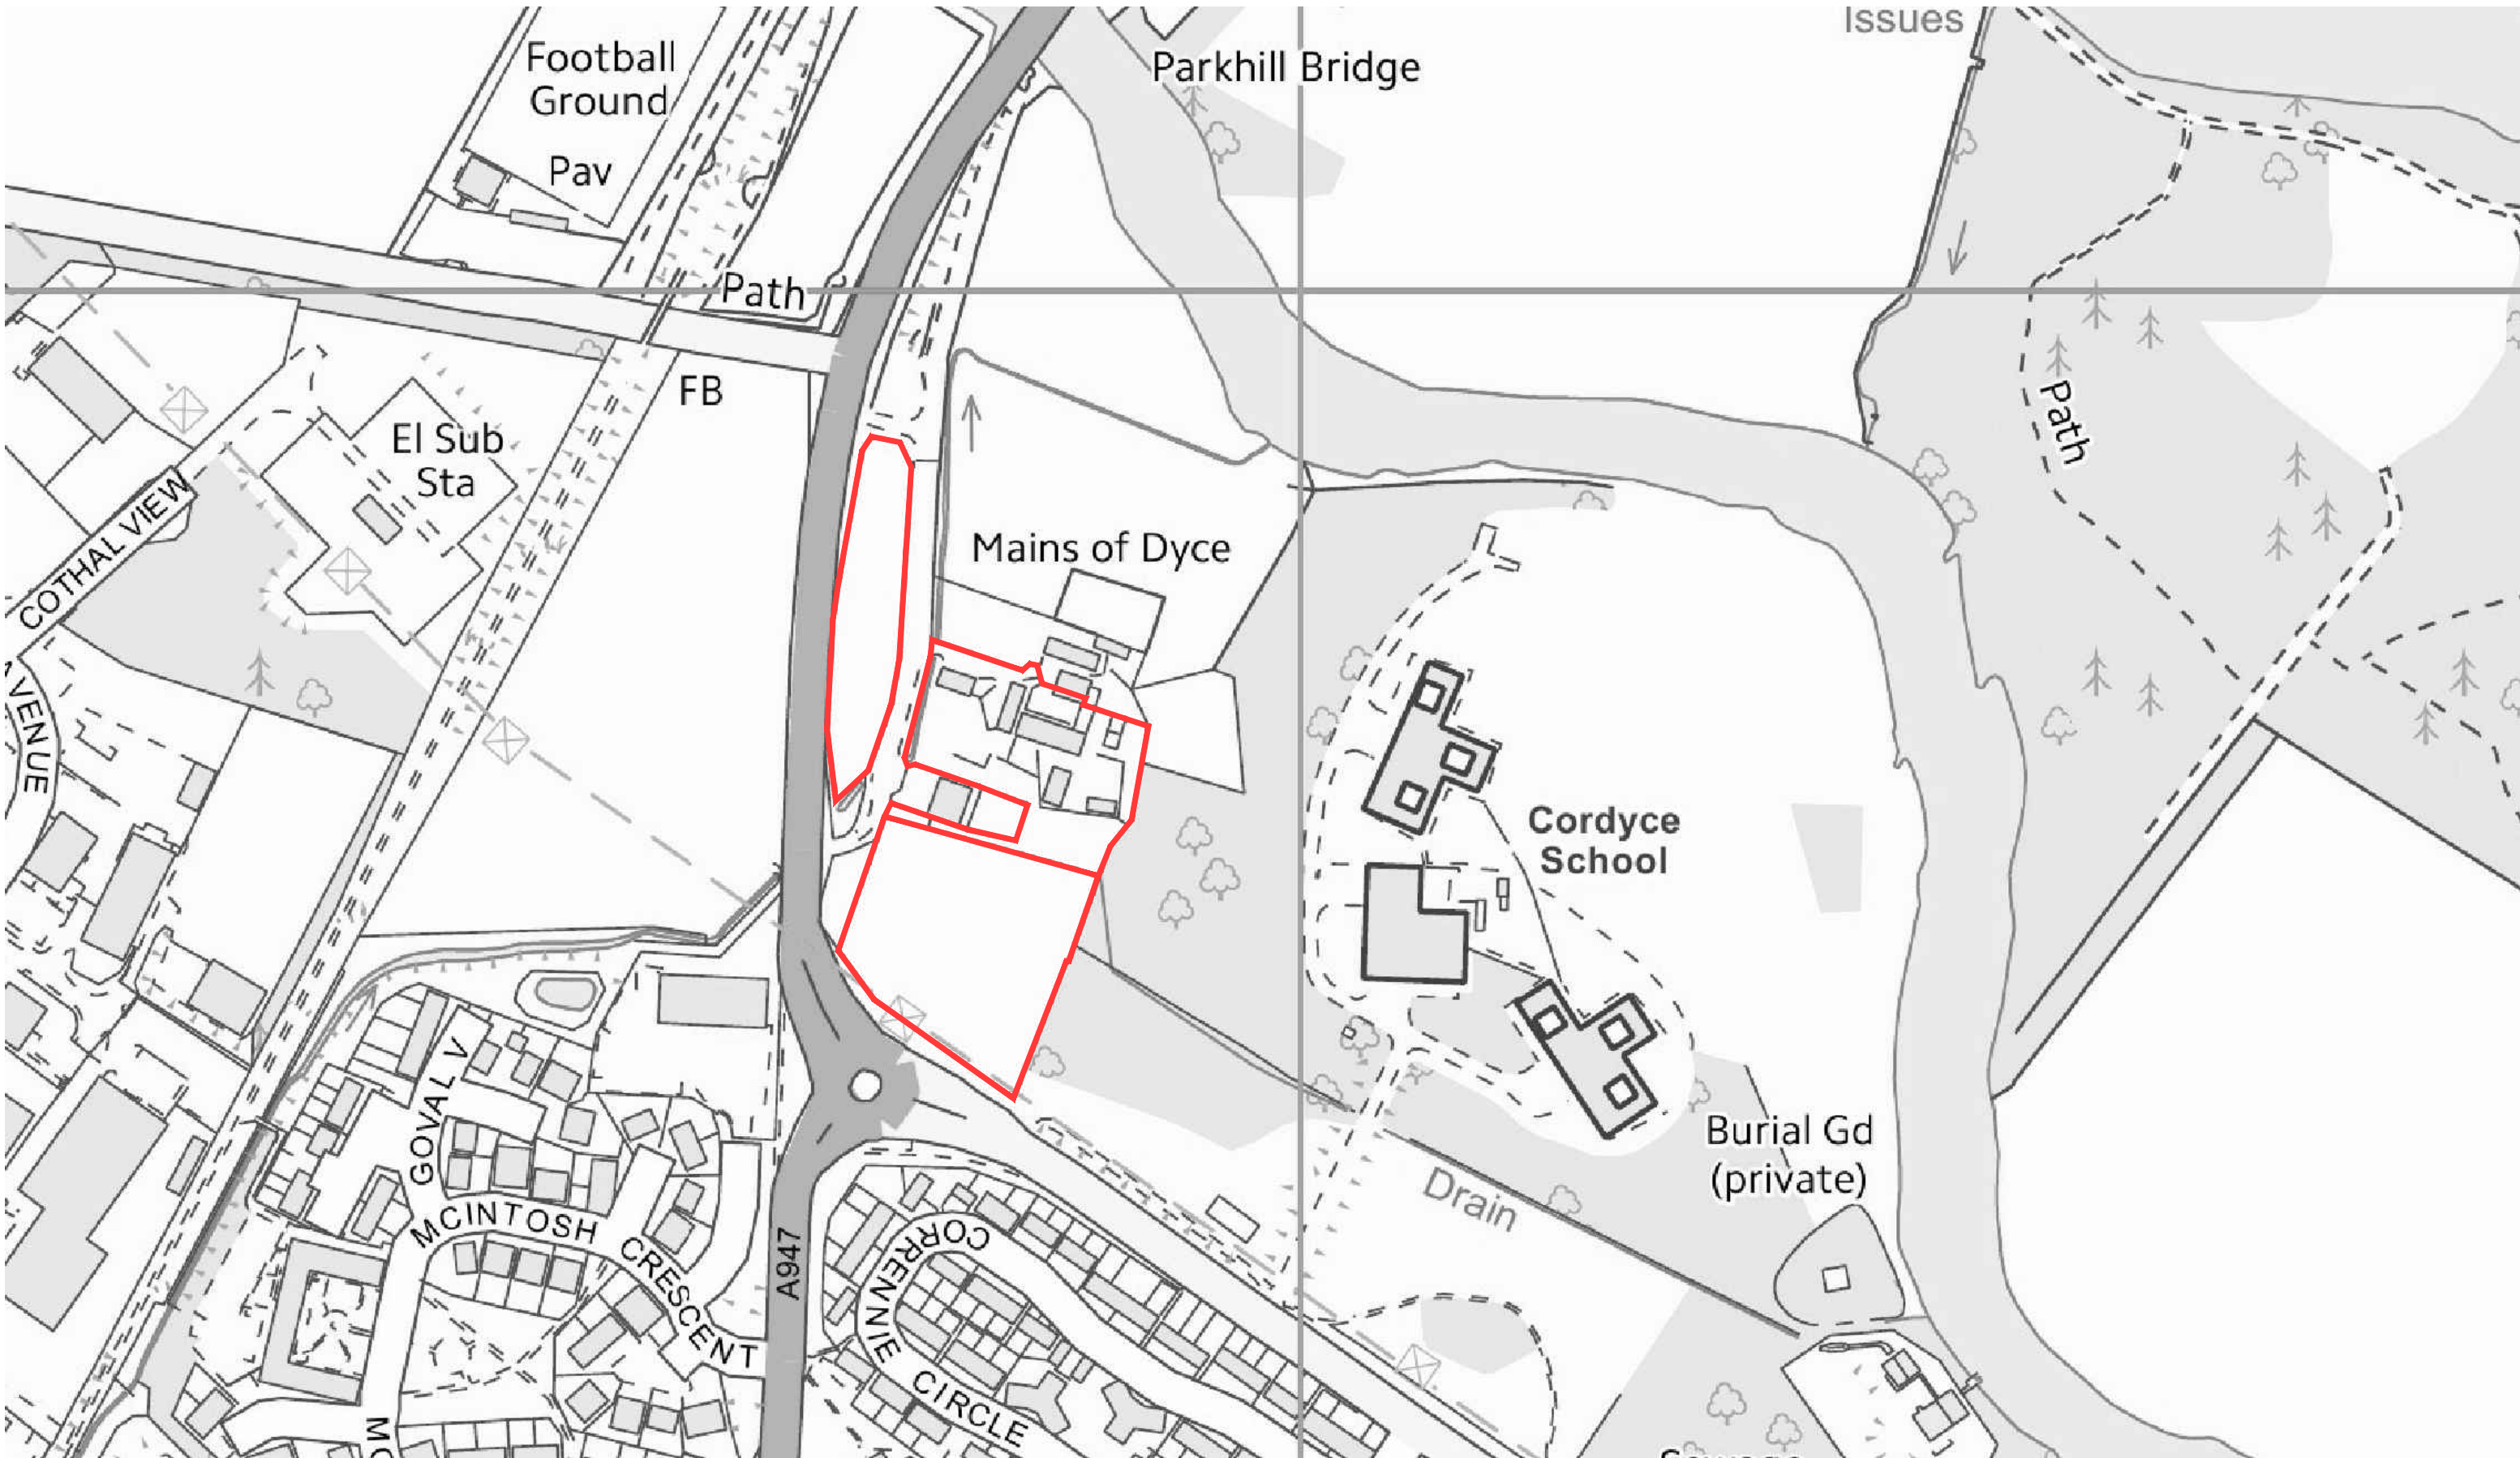 Issues
Football
Ground
Parkhill Bridge
Pav
Path
FB
El Sub
Sta
Path
COTHAL VIEW
Mains of Dyce
VENUE
Cordyce
School
GOVAL V
Burial Gd
(private)
Drain
MCINTOSH CRESCENT
A947
CORRENNIE
CIRCLE